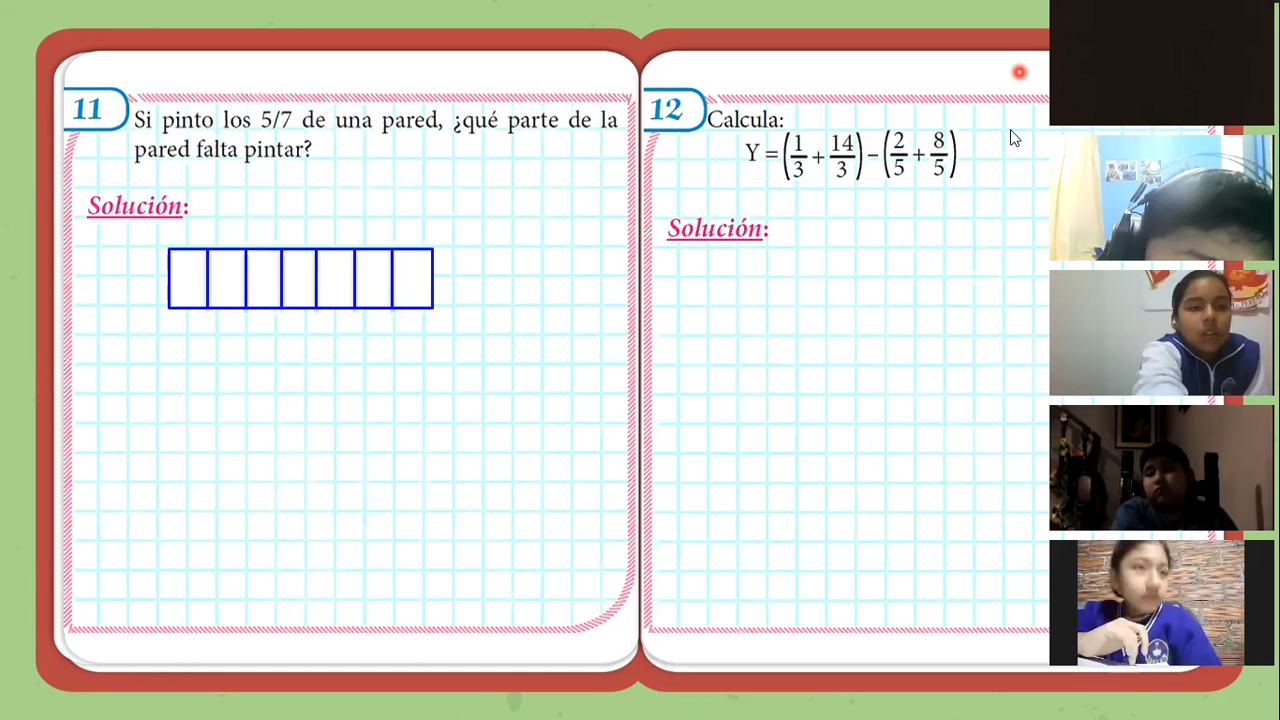 11
Si pinto los 5/7 de una pared, ¿qué parte de la
pared falta pintar?
Solución:
12
Calcula:
Y = (1/3 + 14/3) – (2/5 + 8/5)
Solución: